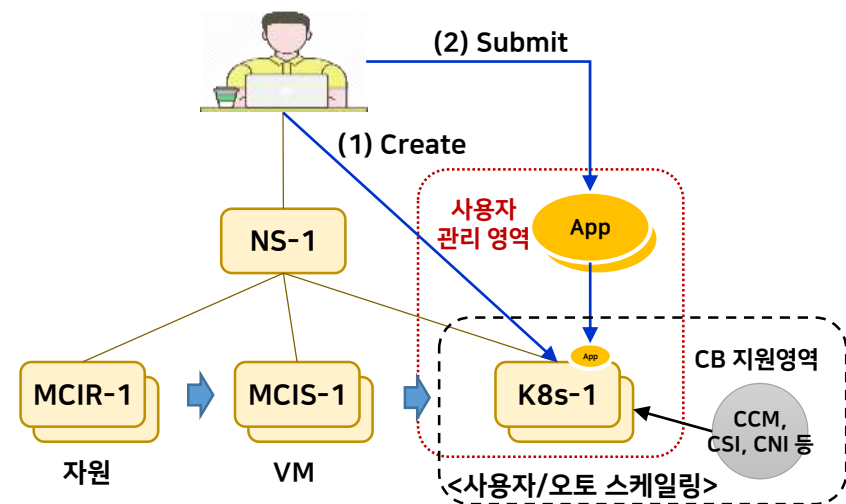 (2) Submit
(1) Create
사용자
관리 영역
App
NS-1
App
CB 지원영역
MCIR-1
MCIS-1
K8s-1
CCM,
CSI, CNI 등
자원
VM
<사용자/오토 스케일링>